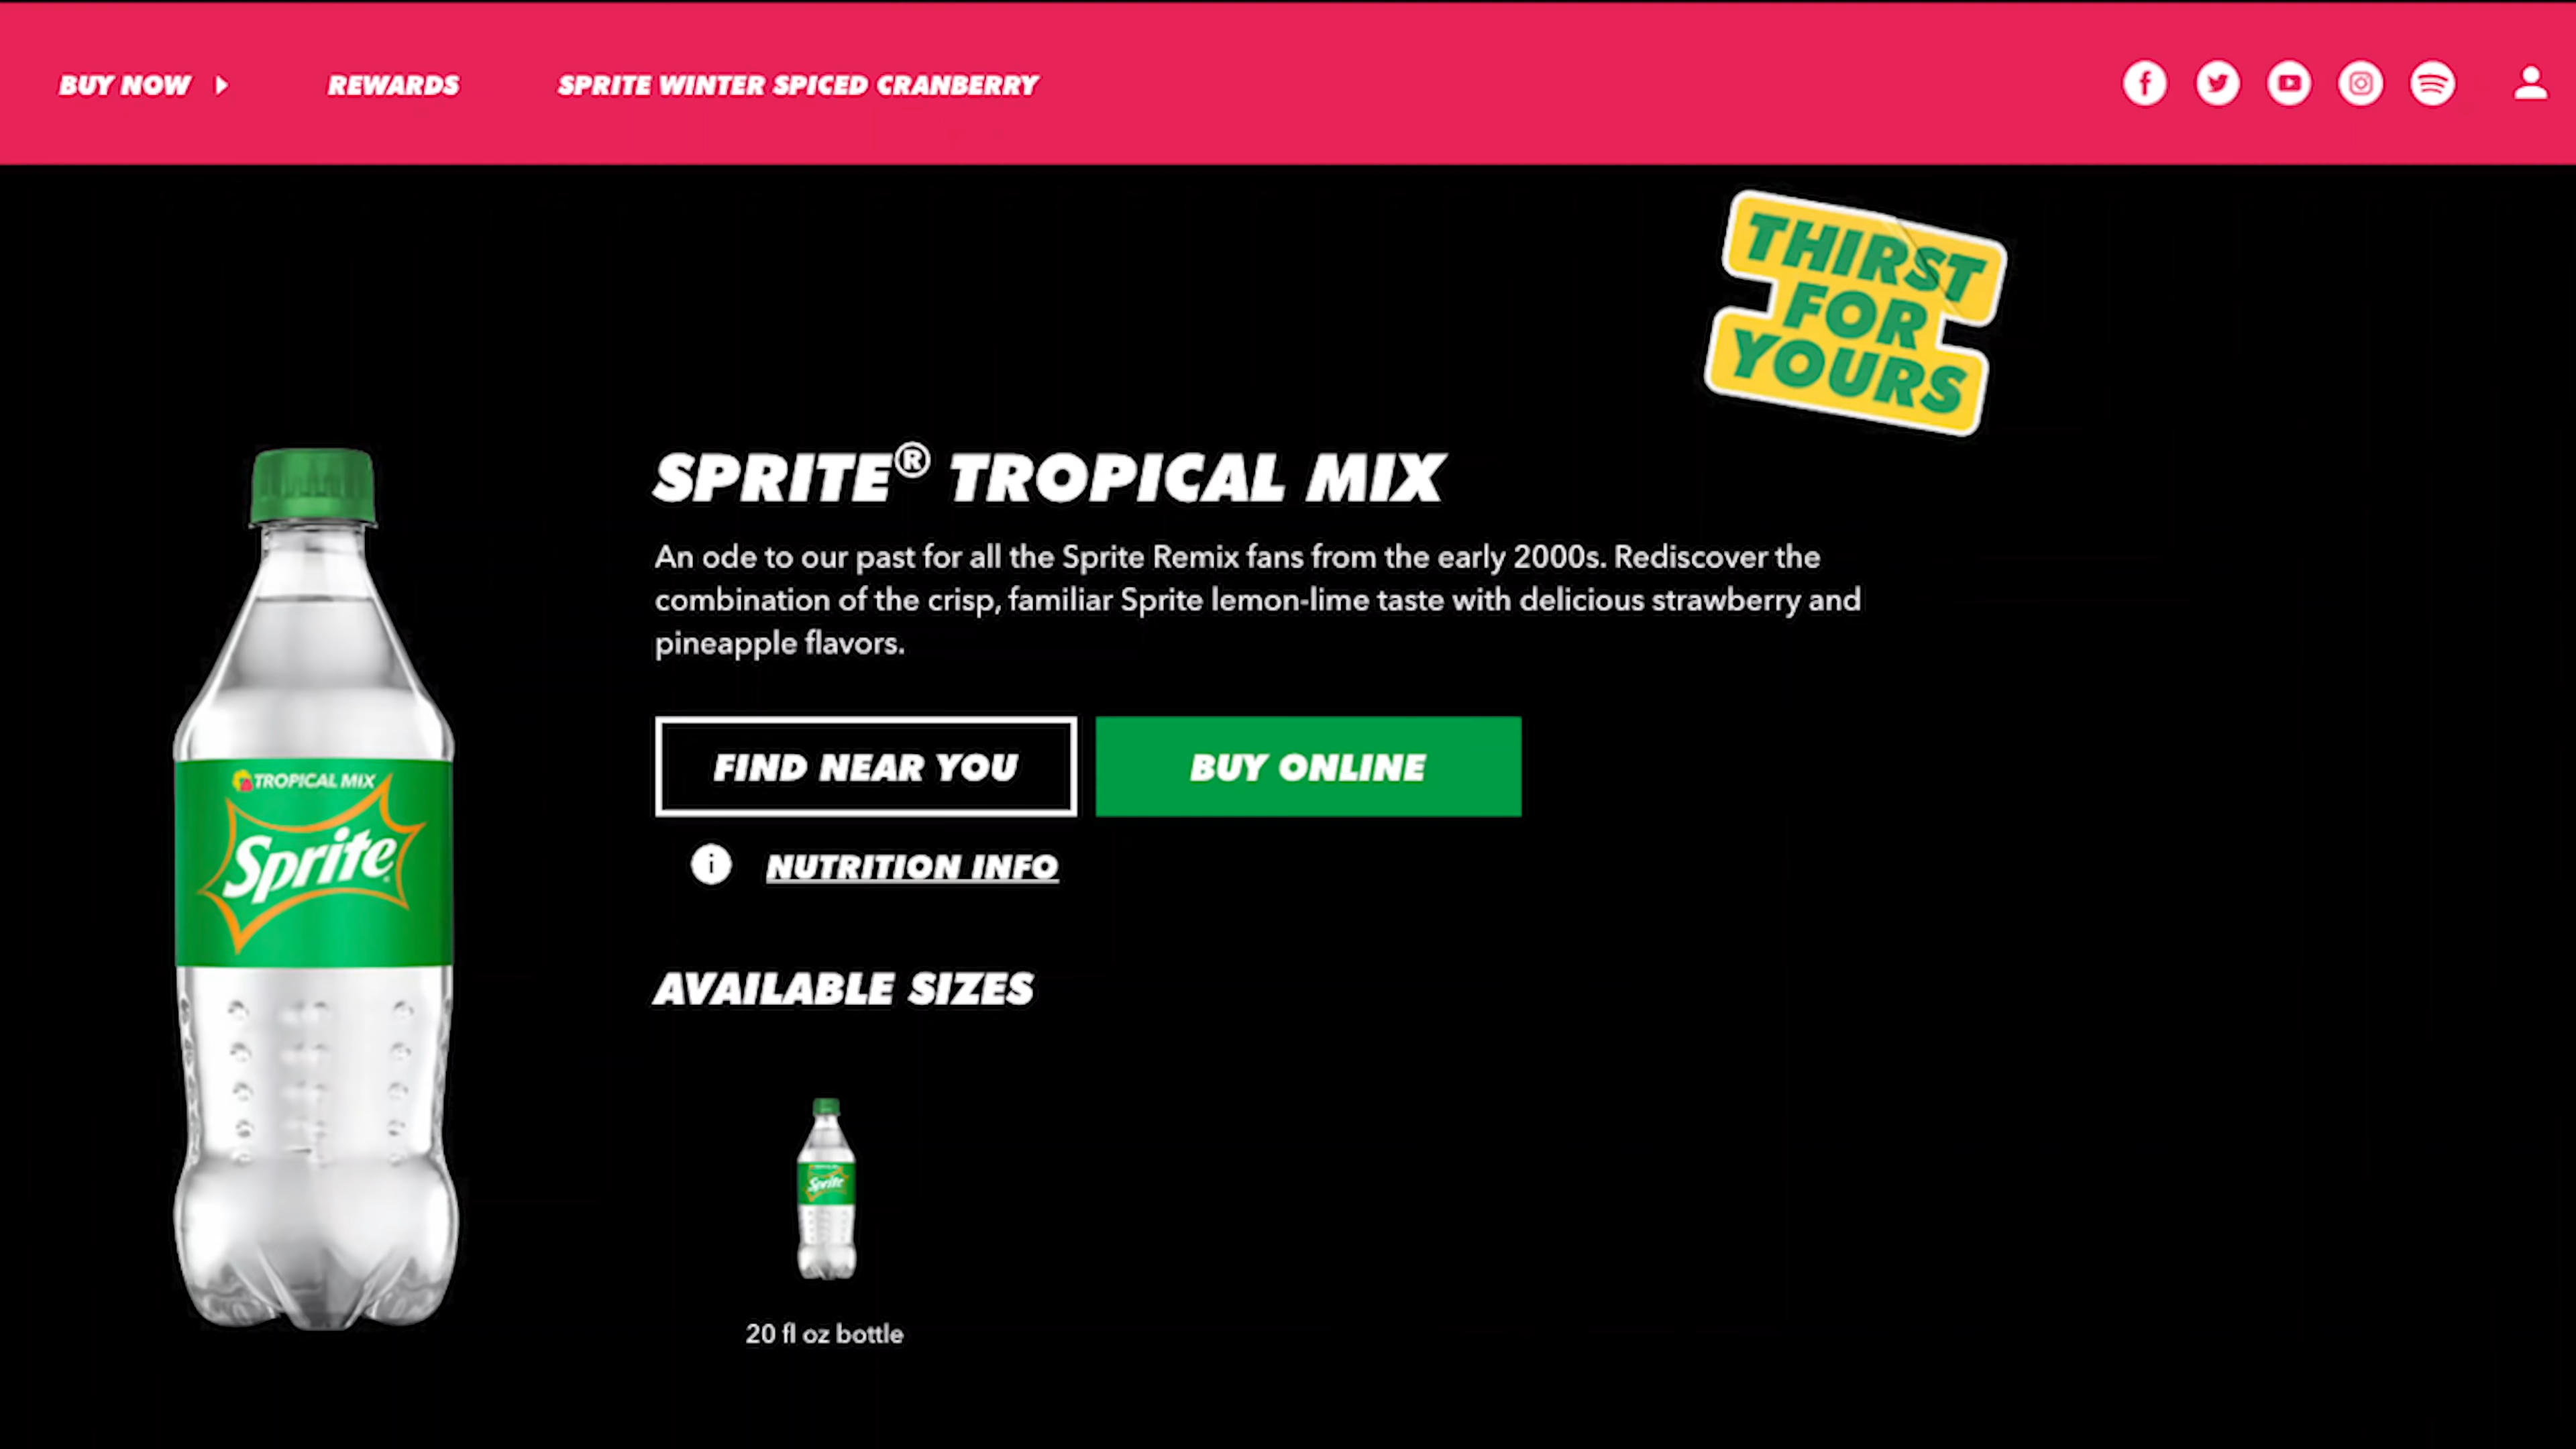 BUY NOW
REWARDS
SPRITE WINTER SPICED CRANBERRY
THIRST
FOR
YOURS
SPRITE® TROPICAL MIX
An ode to our past for all the Sprite Remix fans from the early 2000s. Rediscover the
combination of the crisp, familiar Sprite lemon-lime taste with delicious strawberry and
pineapple flavors.
FIND NEAR YOU
BUY ONLINE
TROPICAL MIX
Sprite
i NUTRITION INFO
AVAILABLE SIZES
Sprite
20 fl oz bottle